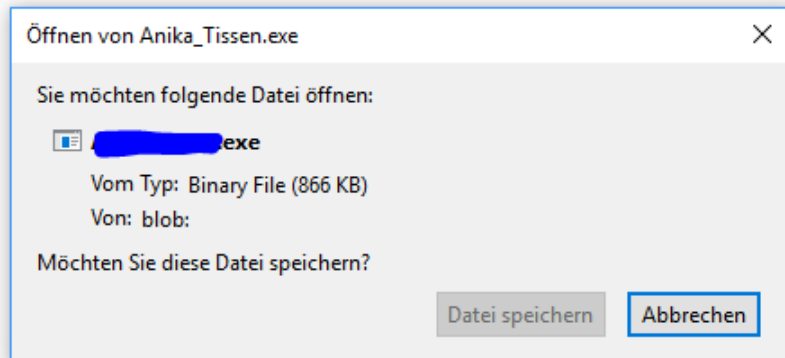 Öffnen von Anika_Tissen.exe
Sie möchten folgende Datei öffnen:
exe
Vom Typ: Binary File (866 KB)
Von: blob:
Möchten Sie diese Datei speichern?
Datei speichern Abbrechen